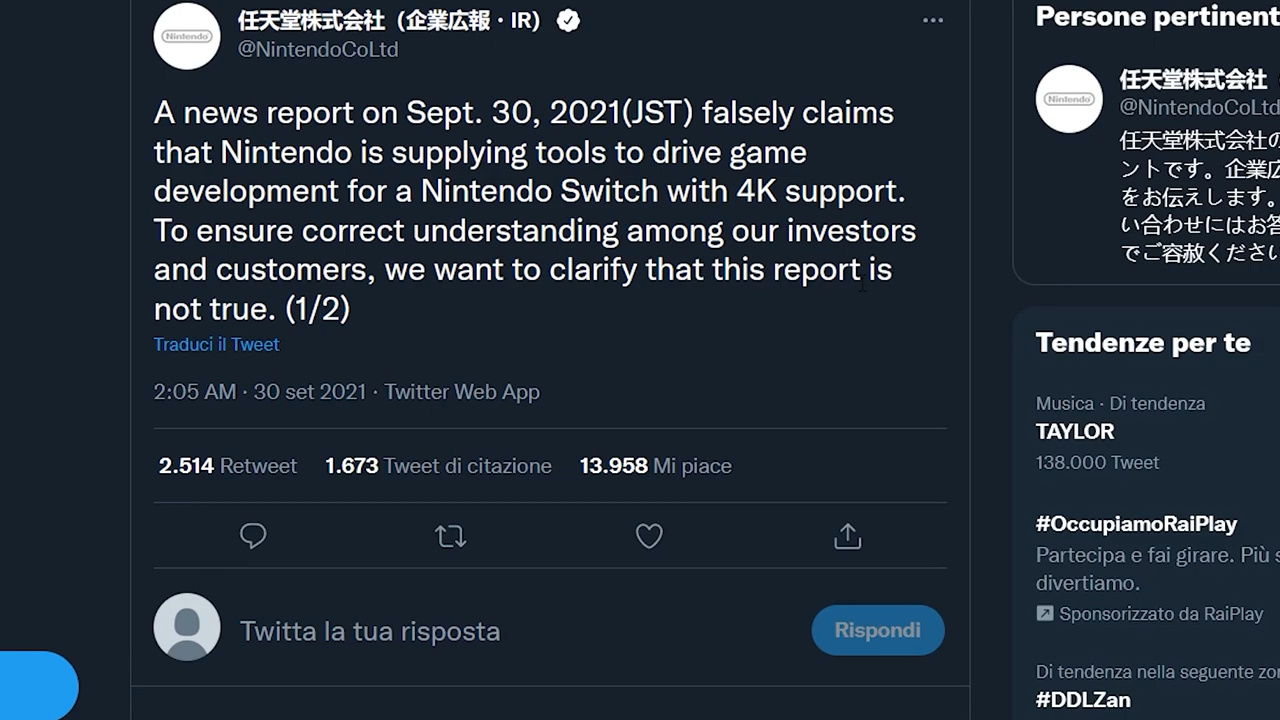 任天堂株式会社（企業広報・IR）
@NintendoCoLtd
A news report on Sept. 30, 2021(JST) falsely claims
that Nintendo is supplying tools to drive game
development for a Nintendo Switch with 4K support.
To ensure correct understanding among our investors
and customers, we want to clarify that this report is
not true. (1/2)
Traduci il Tweet
2:05 AM · 30 set 2021 · Twitter Web App
2.514 Retweet 1.673 Tweet di citazione 13.958 Mi piace
Twitta la tua risposta
Rispondi
Nintendo
Persone pertinent
Nintendo
任天堂株式会社
@NintendoCoLtd
任天堂株式会社の
ントです。企業広
をお伝えします。
い合わせにはお答
でご容赦ください
Tendenze per te
Musica · Di tendenza
TAYLOR
138.000 Tweet
#OccupiamoRaiPlay
Partecipa e fai girare. Più s
divertiamo.
Sponsorizzato da RaiPlay
Di tendenza nella seguente zon
#DDLZan